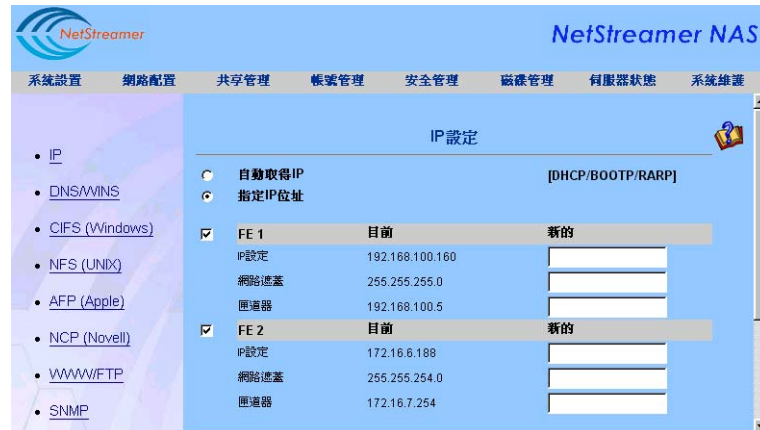 NetStreamer
NetStreamer NAS
系統設置 網路配置 共享管理 帳號管理 安全管理 磁碟管理 伺服器狀態 系統維護
IP設定
IP
DNS/WINS
CIFS (Windows)
NFS (UNIX)
AFP (Apple)
NCP (Novell)
WWW/FTP
SNMP
自動取得IP [DHCP/BOOTP/RARP]
指定IP位址
FE 1 目前 新的
IP設定 192.168.100.160
網路遮蓋 255.255.255.0
匣道器 192.168.100.5
FE 2 目前 新的
IP設定 172.16.6.188
網路遮蓋 255.255.254.0
匣道器 172.16.7.254